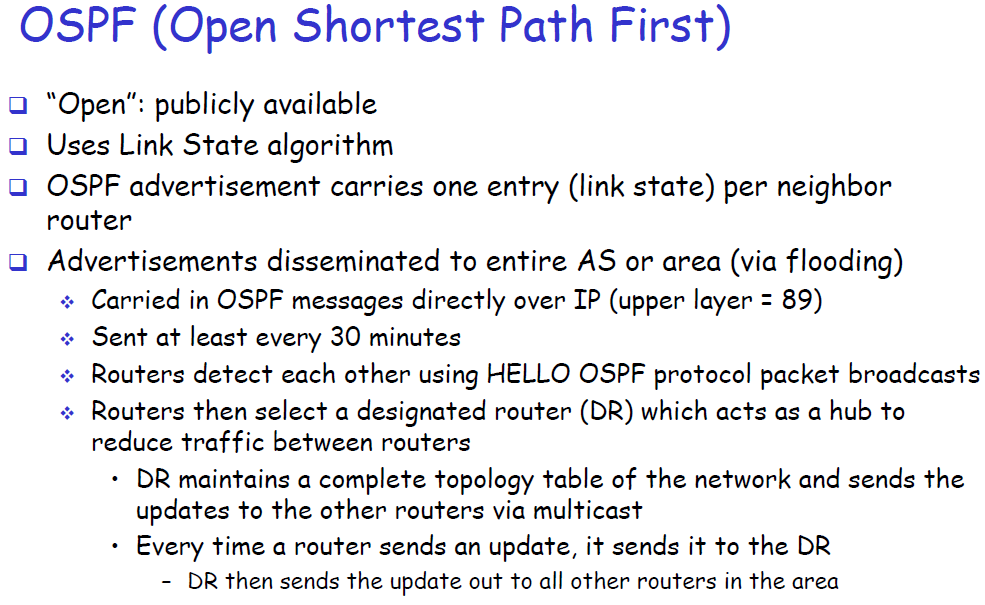 OSPF (Open Shortest Path First)
❑ “Open”: publicly available
❑ Uses Link State algorithm
❑ OSPF advertisement carries one entry (link state) per neighbor
router
❑ Advertisements disseminated to entire AS or area (via flooding)
❖ Carried in OSPF messages directly over IP (upper layer = 89)
❖ Sent at least every 30 minutes
❖ Routers detect each other using HELLO OSPF protocol packet broadcasts
❖ Routers then select a designated router (DR) which acts as a hub to
reduce traffic between routers
• DR maintains a complete topology table of the network and sends the
updates to the other routers via multicast
• Every time a router sends an update, it sends it to the DR
– DR then sends the update out to all other routers in the area